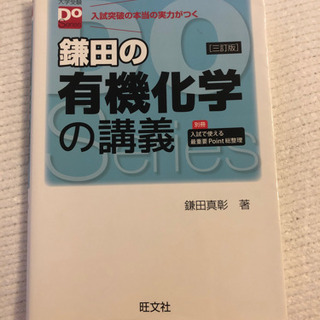 大学受験
Do
Series
入試突破の本当の実力がつく
鎌田の
[三訂版]
有機化学
の講義
別冊
入試で使える
最重要Point総整理
Series
鎌田真彰 著
旺文社